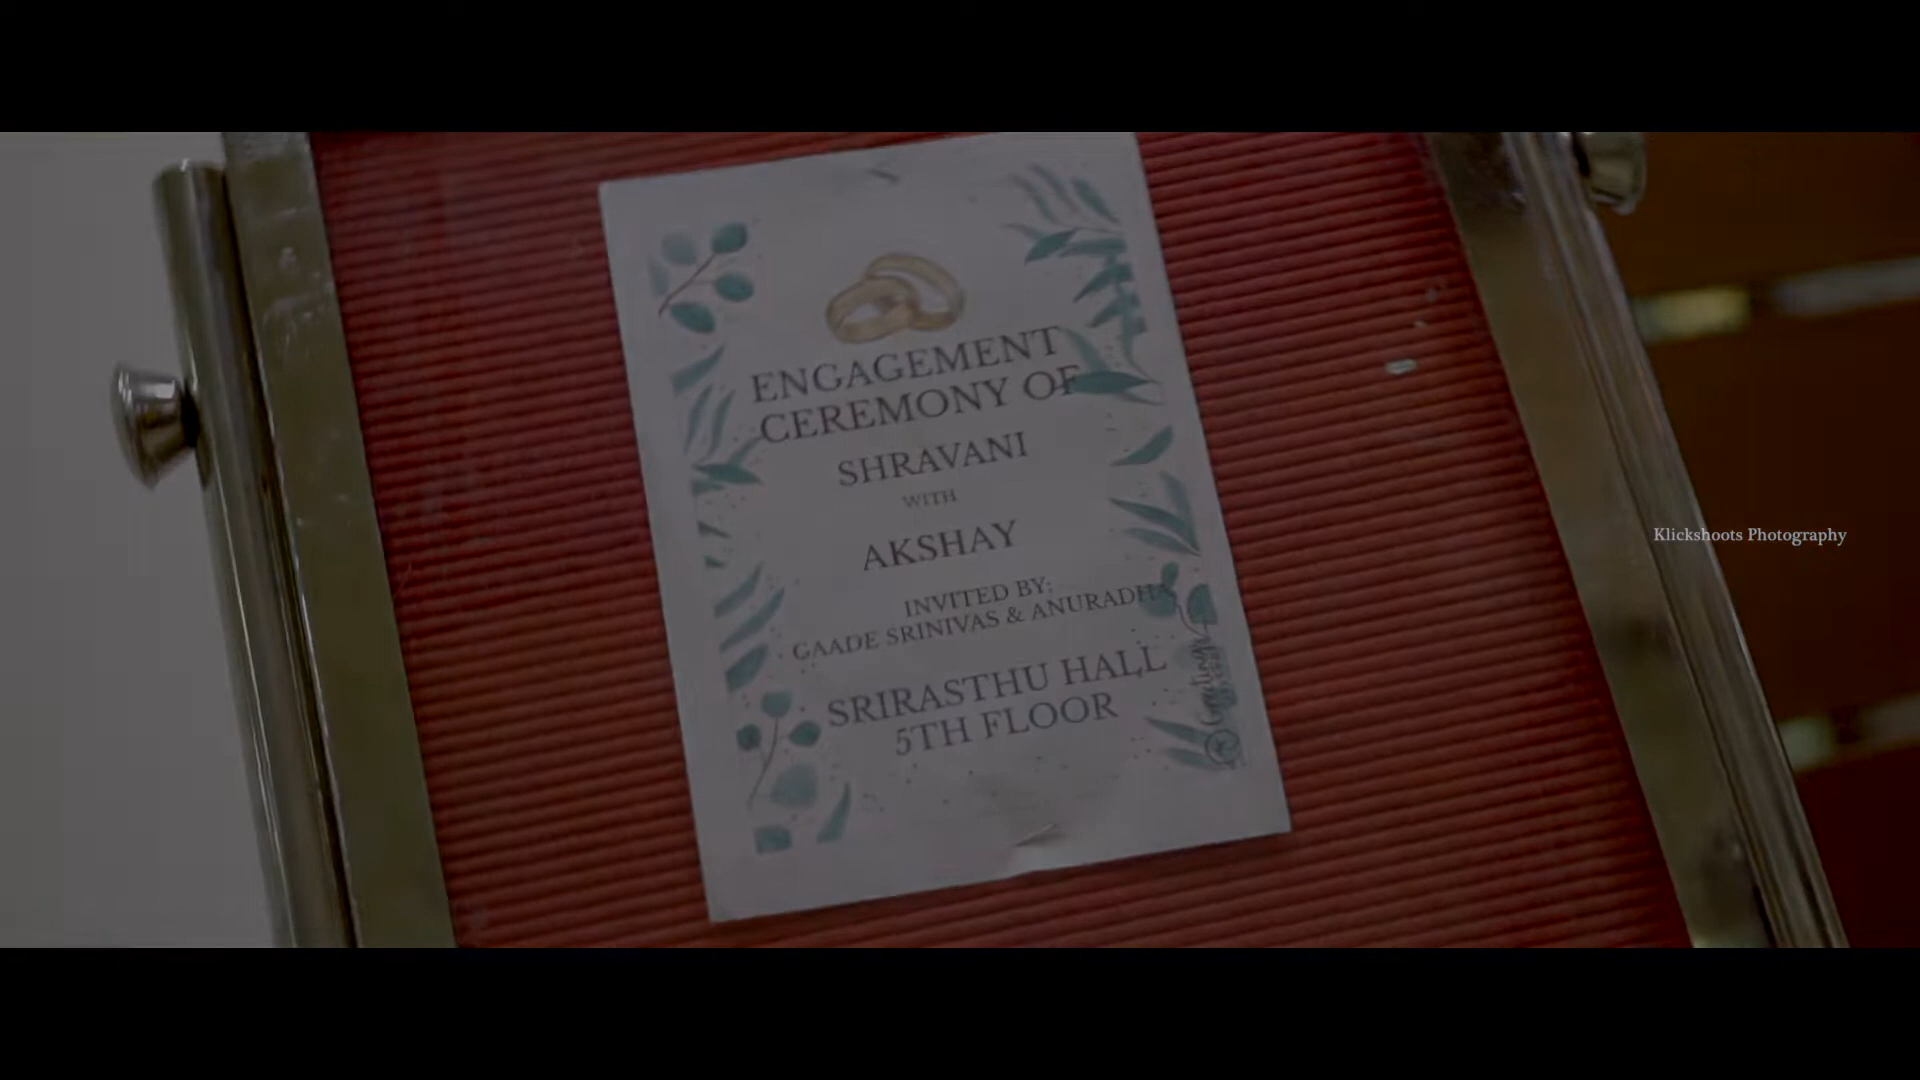 ENGAGEMENT
CEREMONY OF
SHRAVANI
WITH
AKSHAY
INVITED BY:
GAADE SRINIVAS & ANURADHA
SRIRASTHU HALL
5TH FLOOR
Klickshoots Photography